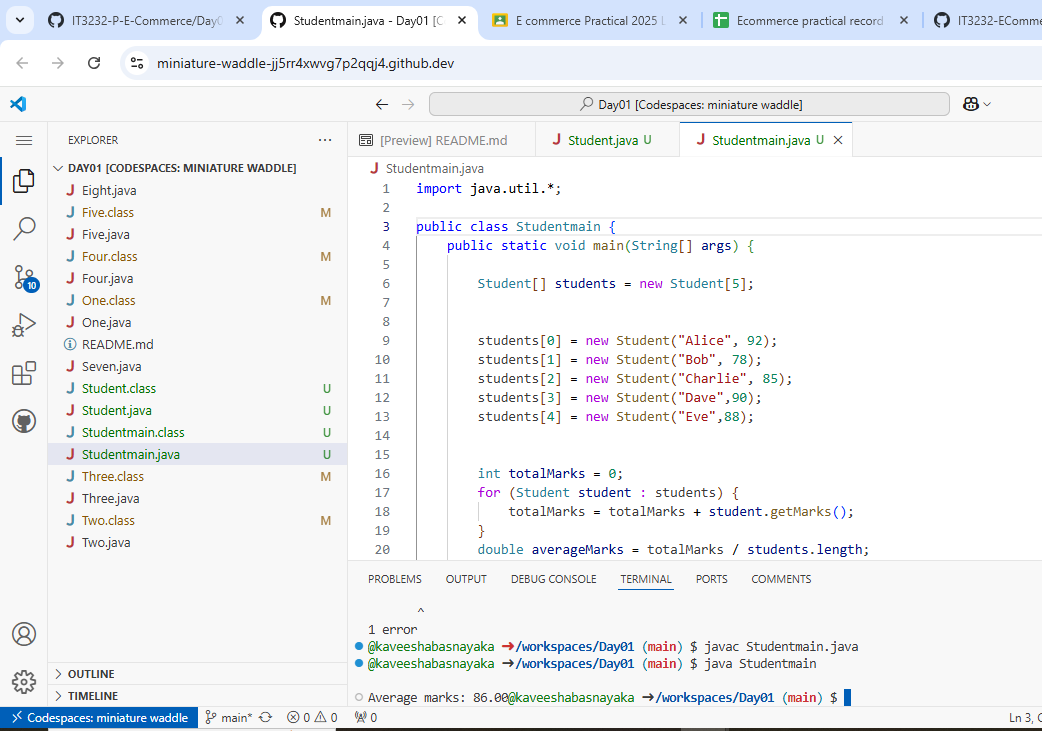 IT3232-P-E-Commerce/Day0
Studentmain.java - Day01 [C
E commerce Practical 2025 L
Ecommerce practical record
IT3232-EComme
miniature-waddle-jj5rr4xwvg7p2qqj4.github.dev
Day01 [Codespaces: miniature waddle]
EXPLORER
DAY01 [CODESPACES: MINIATURE WADDLE]
Eight.java
Five.class M
Five.java
Four.class M
Four.java
One.class M
One.java
README.md
Seven.java
Student.class U
Student.java U
Studentmain.class U
Studentmain.java U
Three.class M
Three.java
Two.class M
Two.java
OUTLINE
TIMELINE
10
[Preview] README.md
Student.java U
Studentmain.java U
Studentmain.java
1 import java.util.*;
2
3 public class Studentmain {
4 public static void main(String[] args) {
5
6 Student[] students = new Student[5];
7
8
9 students[0] = new Student("Alice", 92);
10 students[1] = new Student("Bob", 78);
11 students[2] = new Student("Charlie", 85);
12 students[3] = new Student("Dave",90);
13 students[4] = new Student("Eve",88);
14
15
16 int totalMarks = 0;
17 for (Student student : students) {
18 totalMarks = totalMarks + student.getMarks();
19 }
20 double averageMarks = totalMarks / students.length;
PROBLEMS OUTPUT DEBUG CONSOLE TERMINAL PORTS COMMENTS
^
1 error
@kaveeshabasnayaka ➜/workspaces/Day01 (main) $ javac Studentmain.java
@kaveeshabasnayaka ➜/workspaces/Day01 (main) $ java Studentmain
Average marks: 86.00@kaveeshabasnayaka ➜/workspaces/Day01 (main) $
Codespaces: miniature waddle main* 0 0 0 Ln 3,